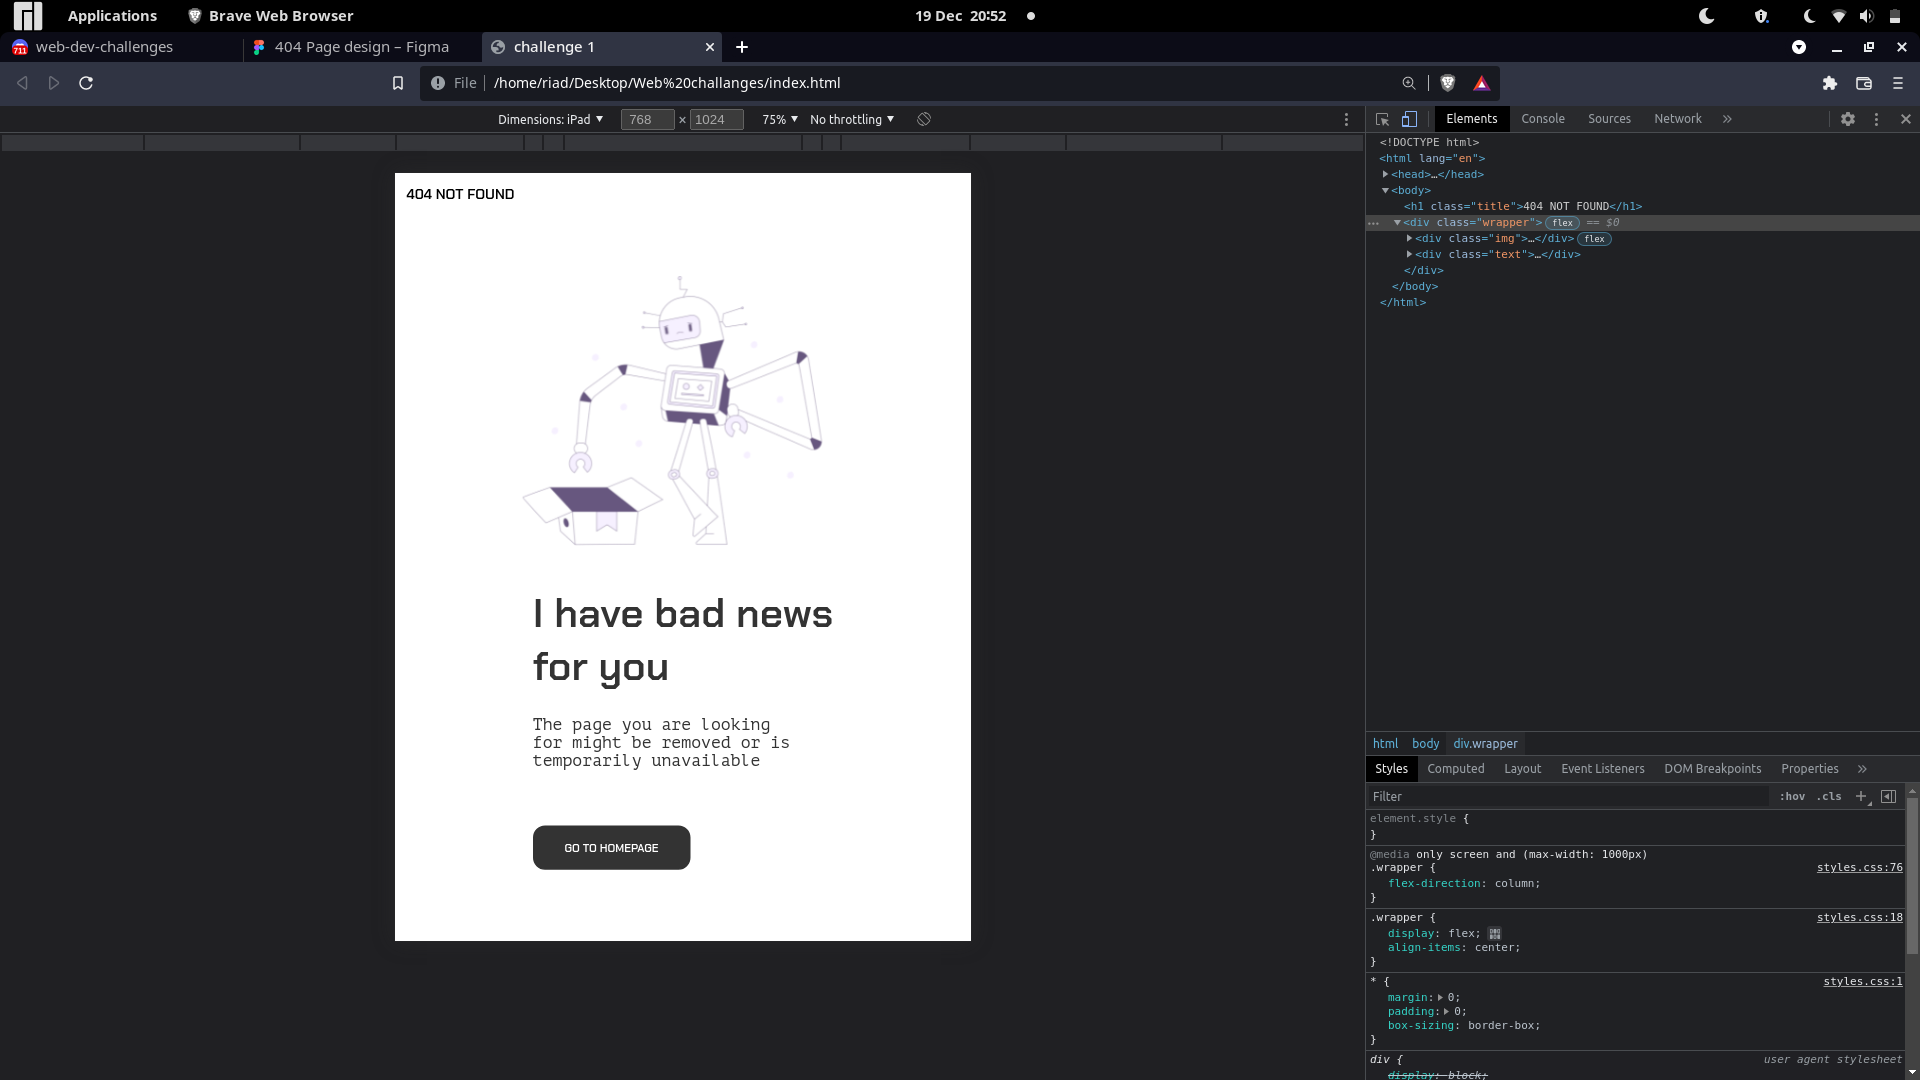 Applications
Brave Web Browser
19 Dec 20:52
web-dev-challenges
404 Page design – Figma
challenge 1
File
/home/riad/Desktop/Web%20challanges/index.html
Dimensions: iPad
768
×
1024
75%
No throttling
Elements
Console
Sources
Network
»
404 NOT FOUND
I have bad news
for you
The page you are looking
for might be removed or is
temporarily unavailable
GO TO HOMEPAGE
<!DOCTYPE html>
<html lang="en">
<head>…</head>
<body>
<h1 class="title">404 NOT FOUND</h1>
<div class="wrapper"> flex == $0
<div class="img">…</div> flex
<div class="text">…</div>
</div>
</body>
</html>
html body div.wrapper
Styles Computed Layout Event Listeners DOM Breakpoints Properties »
Filter :hov .cls +
element.style {
}
@media only screen and (max-width: 1000px)
.wrapper { styles.css:76
flex-direction: column;
}
.wrapper { styles.css:18
display: flex;
align-items: center;
}
* { styles.css:1
margin: 0;
padding: 0;
box-sizing: border-box;
}
div { user agent stylesheet
display: block;